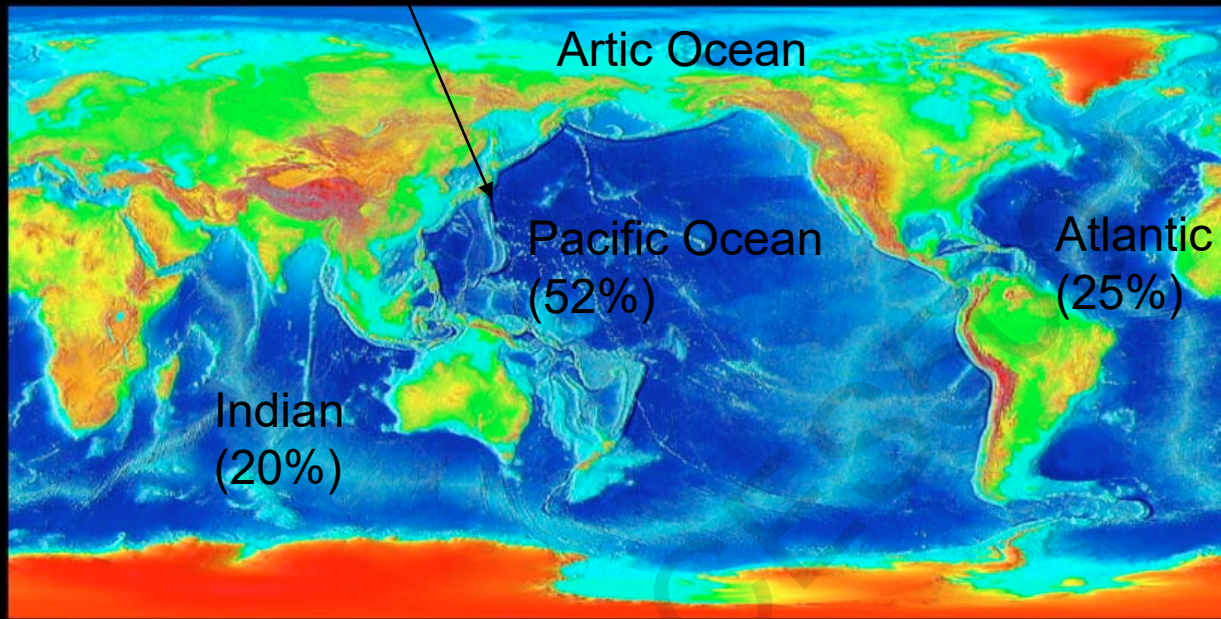 Artic Ocean
Pacific Ocean
(52%)
Atlantic
(25%)
Indian
(20%)